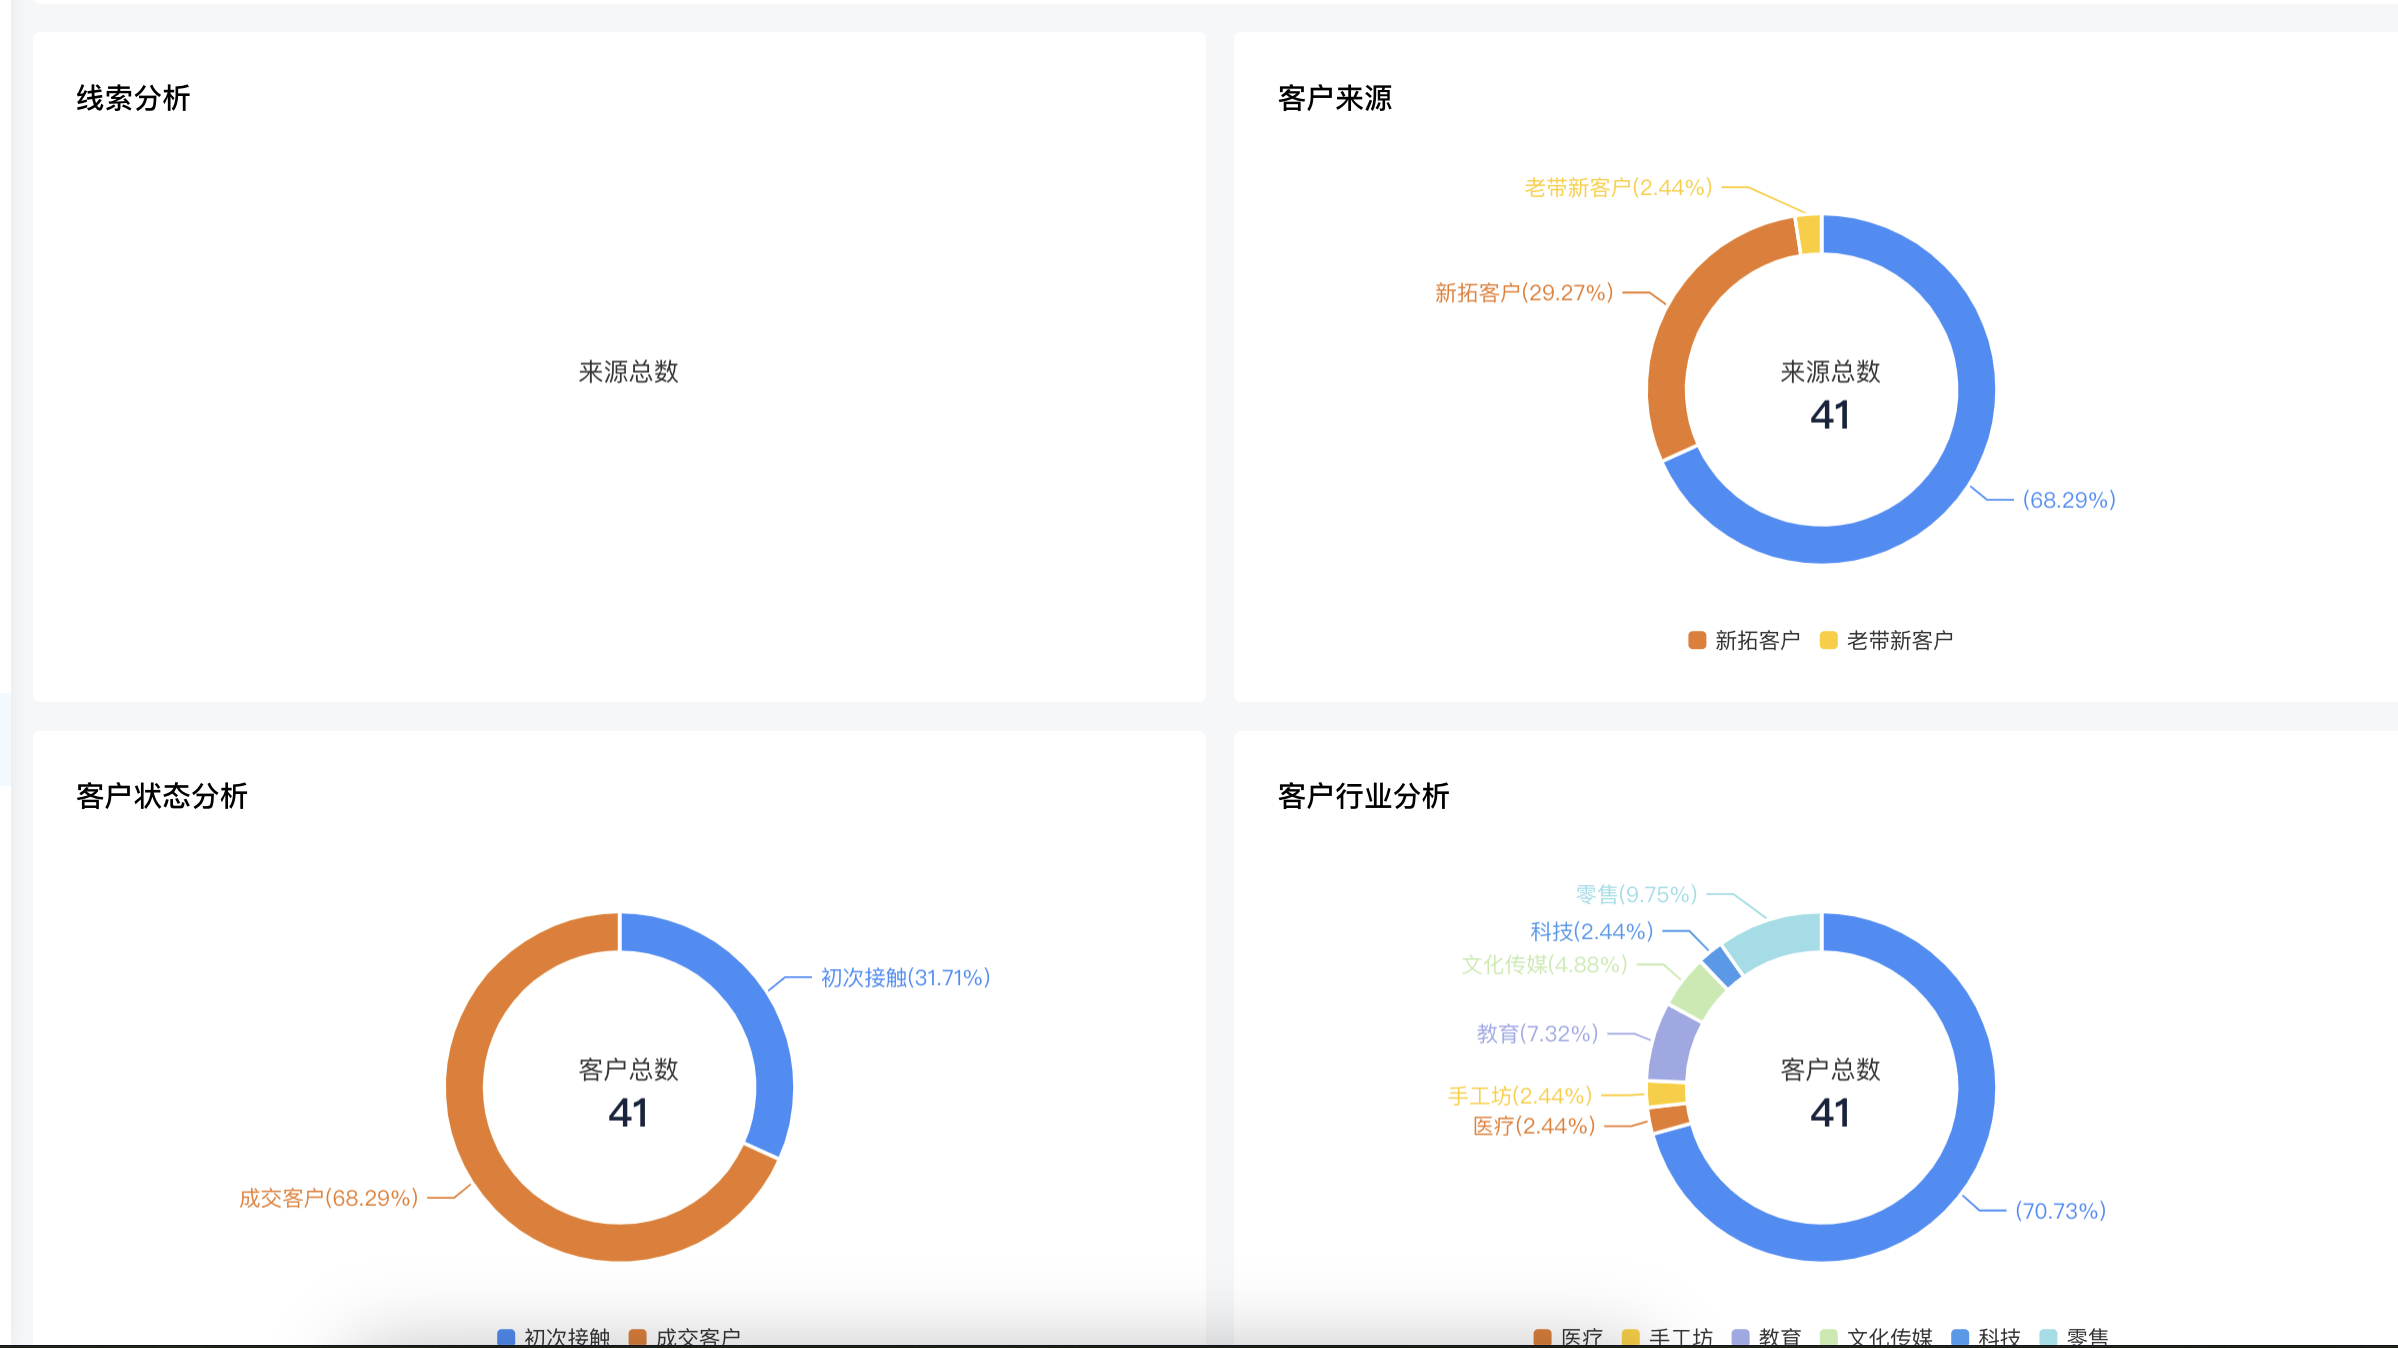 线索分析
来源总数
客户来源
老带新客户(2.44%)
新拓客户(29.27%)
来源总数
41
(68.29%)
新拓客户 老带新客户
客户状态分析
初次接触(31.71%)
客户总数
41
成交客户(68.29%)
初次接触 成交客户
客户行业分析
零售(9.75%)
科技(2.44%)
文化传媒(4.88%)
教育(7.32%)
手工坊(2.44%)
医疗(2.44%)
客户总数
41
(70.73%)
医疗 手工坊 教育 文化传媒 科技 零售